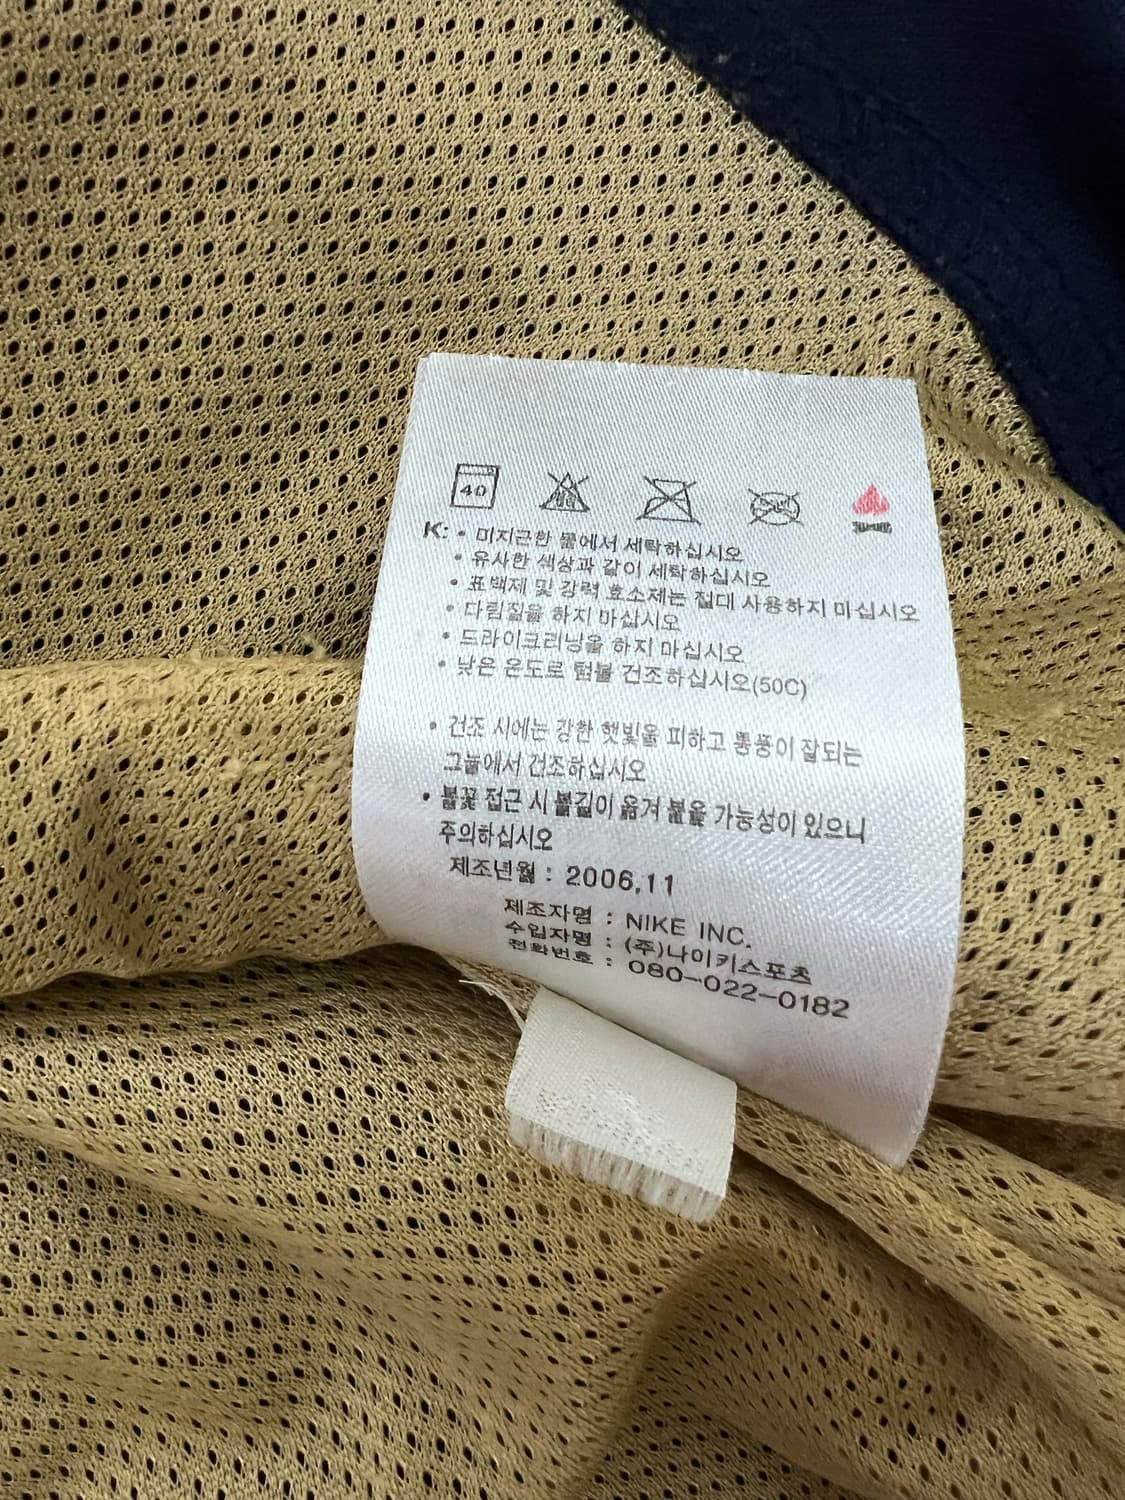 40
K: • 미지근한 물에서 세탁하십시오
• 유사한 색상과 같이 세탁하십시오
• 표백제 및 강력 효소제는 절대 사용하지 마십시오
• 다림질을 하지 마십시오
• 드라이크리닝을 하지 마십시오
• 낮은 온도로 텀블 건조하십시오(50C)
• 건조 시에는 강한 햇빛을 피하고 통풍이 잘되는
그늘에서 건조하십시오
• 불꽃 접근 시 불길이 옮겨 붙을 가능성이 있으니
주의하십시오
제조년월 : 2006,11
제조자명 : NIKE INC.
수입자명 : (주)나이키스포츠
전화번호 : 080-022-0182